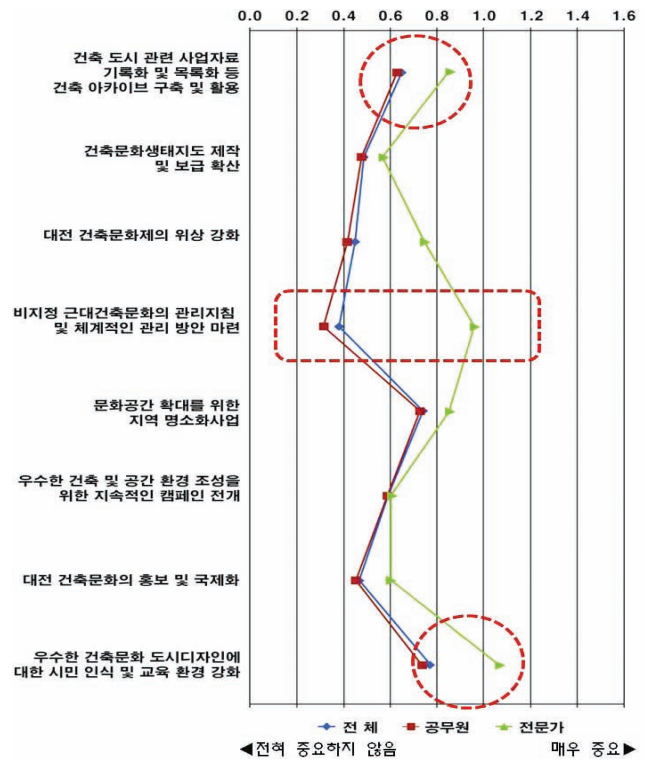 0.0 0.2 0.4 0.6 0.8 1.0 1.2 1.4 1.6
건축 도시 관련 사업자료
기록화 및 목록화 등
건축 아카이브 구축 및 활용
건축문화생태지도 제작
및 보급 확산
대전 건축문화제의 위상 강화
비지정 근대건축문화의 관리지침
및 체계적인 관리 방안 마련
문화공간 확대를 위한
지역 명소화사업
우수한 건축 및 공간 환경 조성을
위한 지속적인 캠페인 전개
대전 건축문화의 홍보 및 국제화
우수한 건축문화 도시디자인에
대한 시민 인식 및 교육 환경 강화
전 체 공무원 전문가
◀전혀 중요하지 않음 매우 중요▶